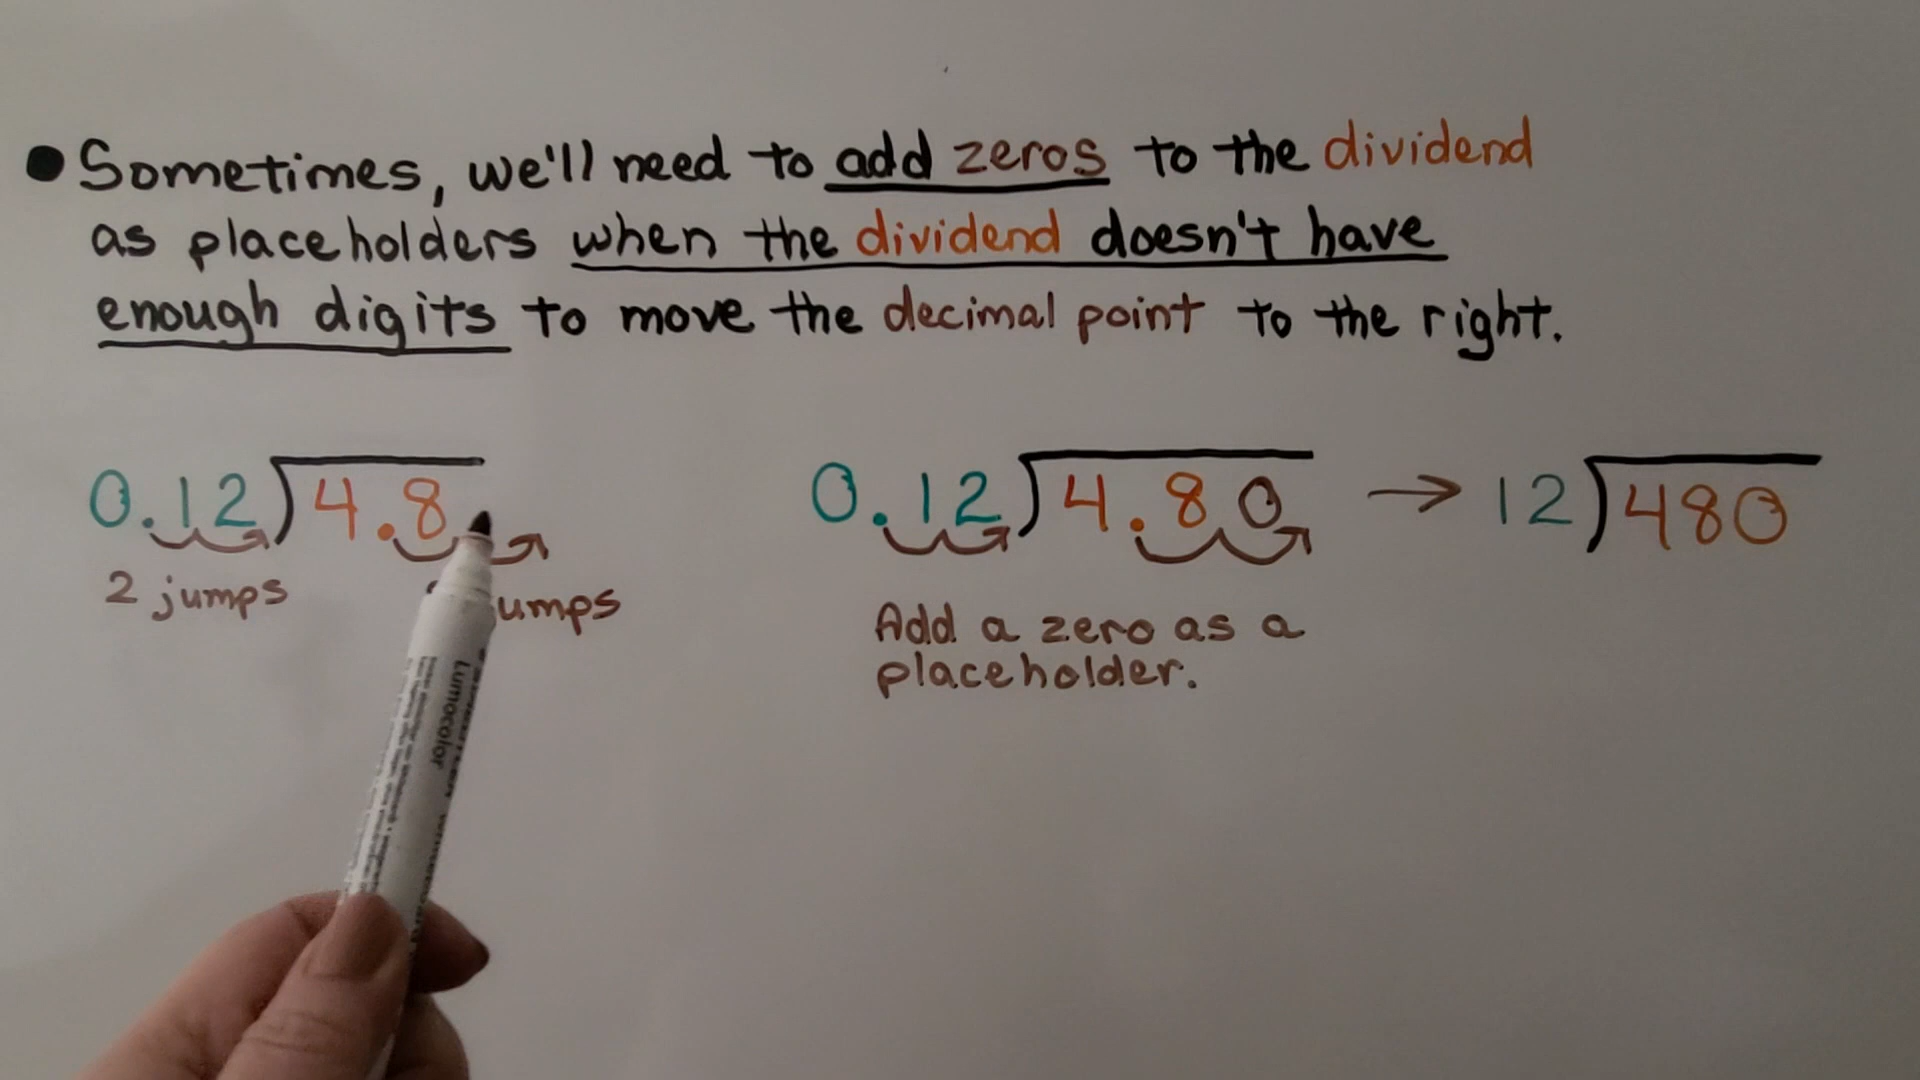 ● Sometimes, we'll need to add zeros to the dividend
as placeholders when the dividend doesn't have
enough digits to move the decimal point to the right.
0.12)4.8
0.12)4.80 → 12)480
2 jumps
umps
Add a zero as a
placeholder.
Lumocolor